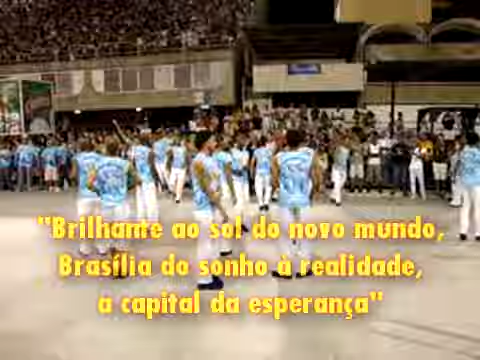 "Brilhante ao sol do novo mundo,
Brasília do sonho à realidade,
a capital da esperança"